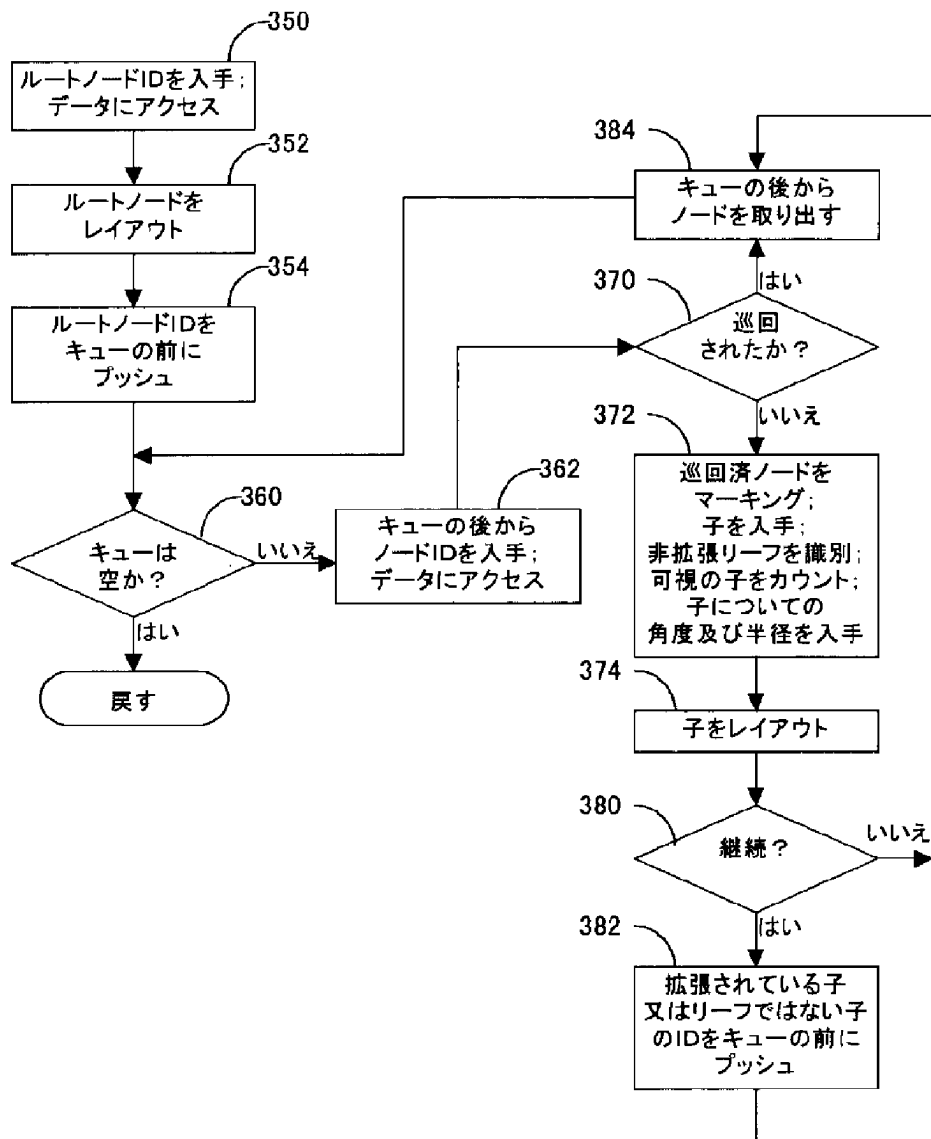 350
ルートノードIDを入手;
データにアクセス
352
ルートノードを
レイアウト
354
ルートノードIDを
キューの前に
プッシュ
360
キューは
空か?
いいえ
はい
戻す
362
キューの後から
ノードIDを入手;
データにアクセス
384
キューの後から
ノードを取り出す
はい
370
巡回
されたか?
いいえ
372
巡回済ノードを
マーキング;
子を入手;
非拡張リーフを識別;
可視の子をカウント;
子についての
角度及び半径を入手
374
子をレイアウト
380
継続?
いいえ
はい
382
拡張されている子
又はリーフではない子
のIDをキューの前に
プッシュ